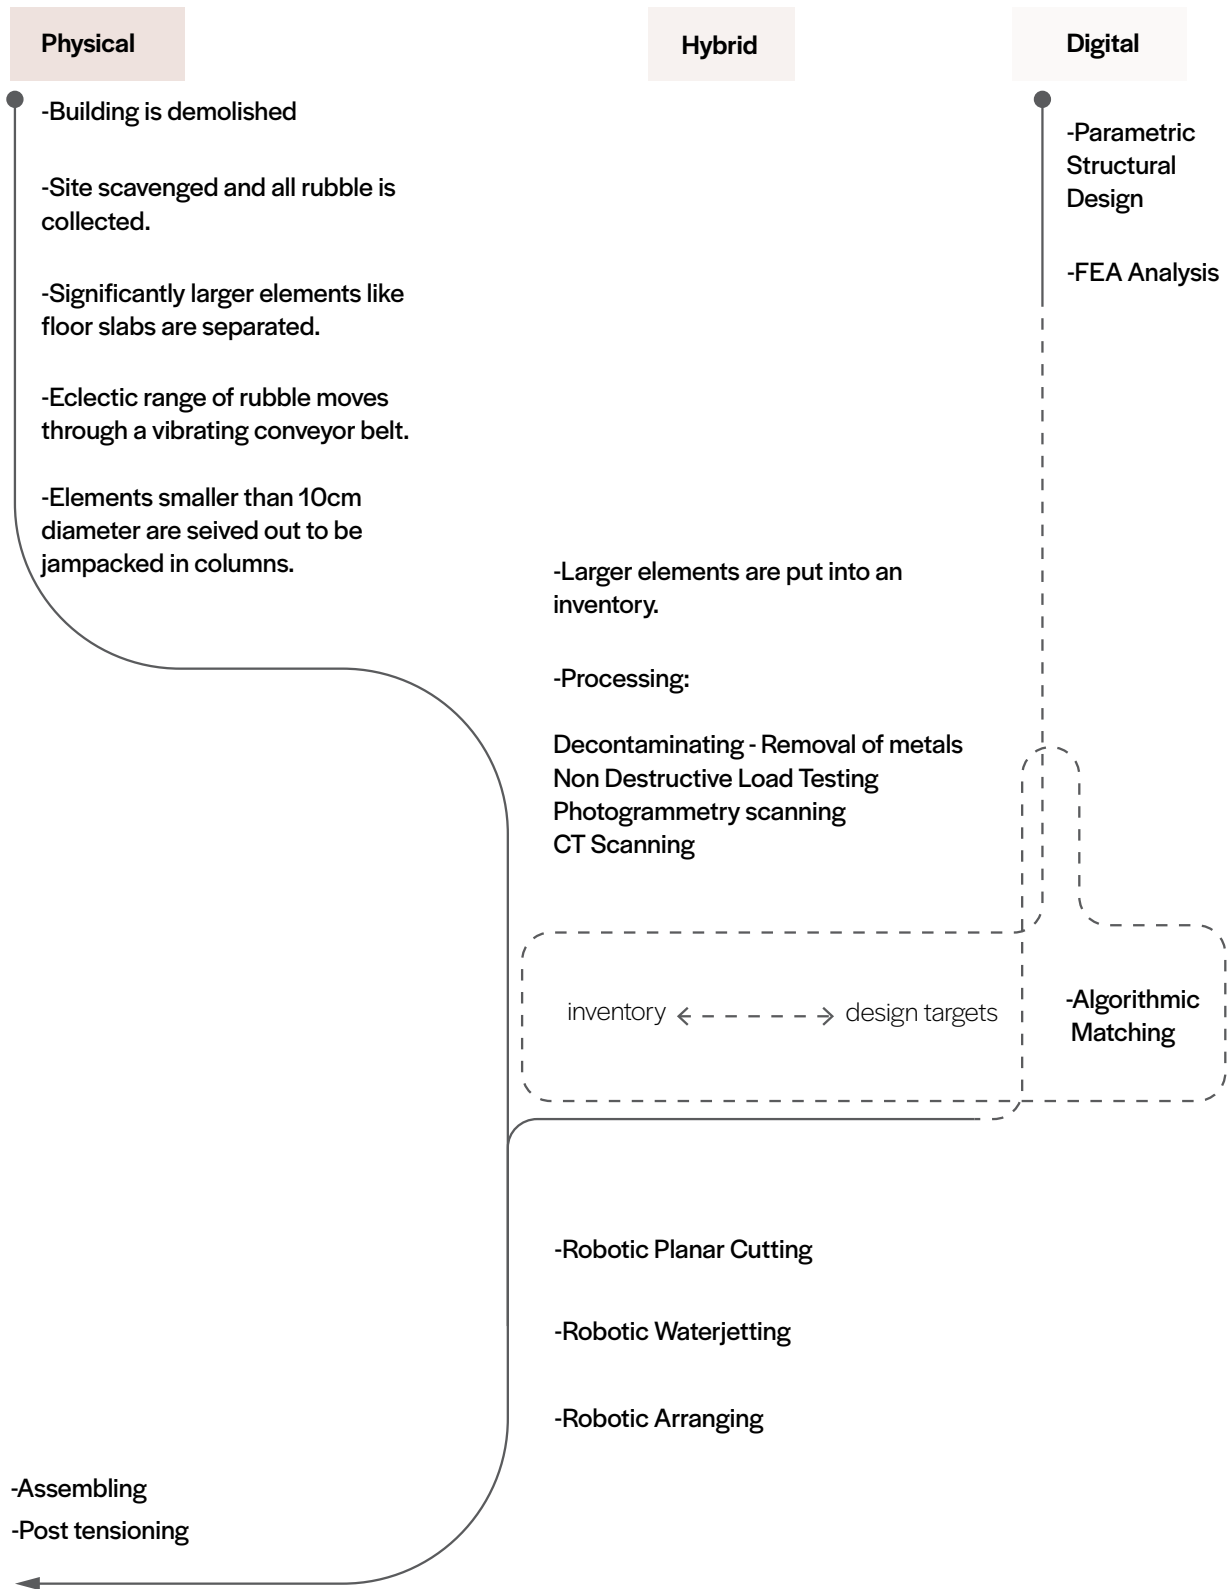 Physical
Hybrid
Digital
-Building is demolished
-Site scavenged and all rubble is
collected.
-Significantly larger elements like
floor slabs are separated.
-Eclectic range of rubble moves
through a vibrating conveyor belt.
-Elements smaller than 10cm
diameter are seived out to be
jampacked in columns.
-Parametric
Structural
Design
-FEA Analysis
-Larger elements are put into an
inventory.
-Processing:
Decontaminating - Removal of metals
Non Destructive Load Testing
Photogrammetry scanning
CT Scanning
inventory
design targets
-Algorithmic
Matching
-Robotic Planar Cutting
-Robotic Waterjetting
-Robotic Arranging
-Assembling
-Post tensioning